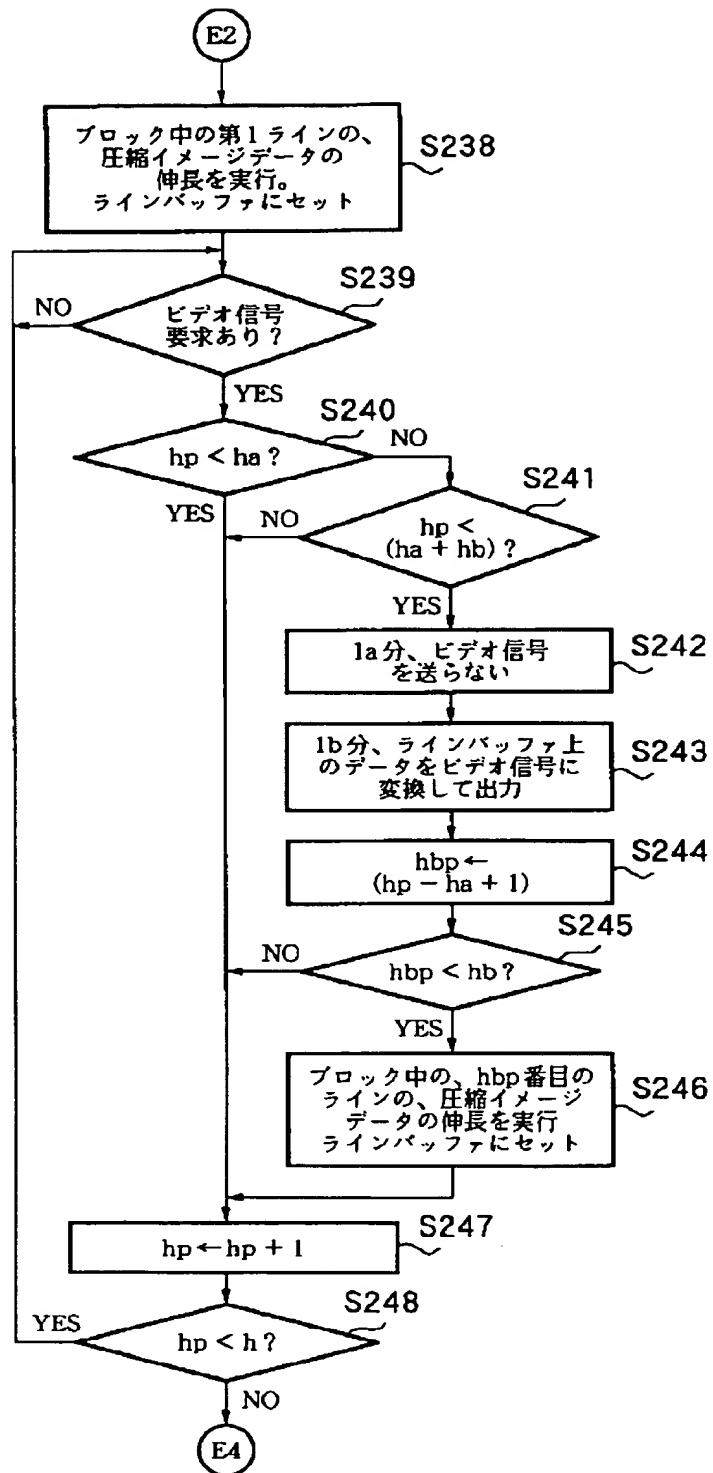 E2
ブロック中の第1ラインの、
圧縮イメージデータの
伸長を実行。
ラインバッファにセット
S238
S239
NO
ビデオ信号
要求あり?
YES
S240
hp < ha ?
NO
YES
S241
NO
hp <
(ha + hb) ?
YES
S242
1a分、ビデオ信号
を送らない
S243
1b分、ラインバッファ上
のデータをビデオ信号に
変換して出力
S244
hbp ←
(hp − ha + 1)
S245
NO
hbp < hb ?
YES
S246
ブロック中の、hbp番目の
ラインの、圧縮イメージ
データの伸長を実行
ラインバッファにセット
S247
hp ← hp + 1
S248
YES
hp < h ?
NO
E4